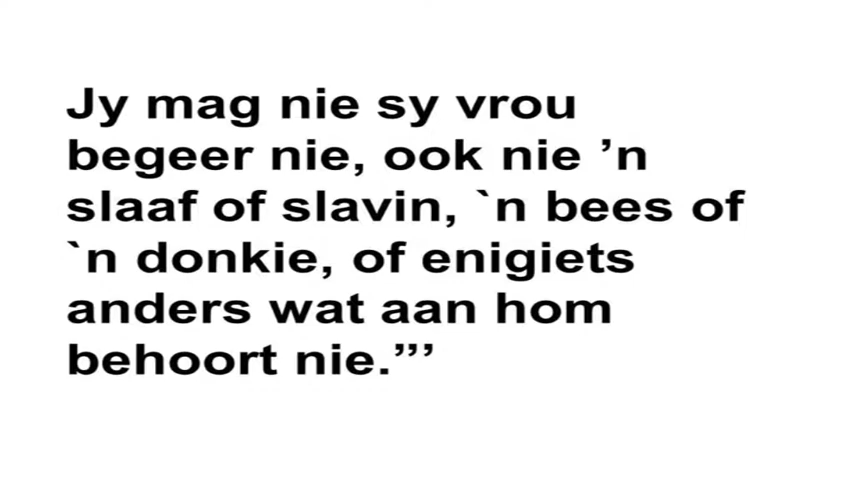 Jy mag nie sy vrou
begeer nie, ook nie ’n
slaaf of slavin, `n bees of
`n donkie, of enigiets
anders wat aan hom
behoort nie.”’